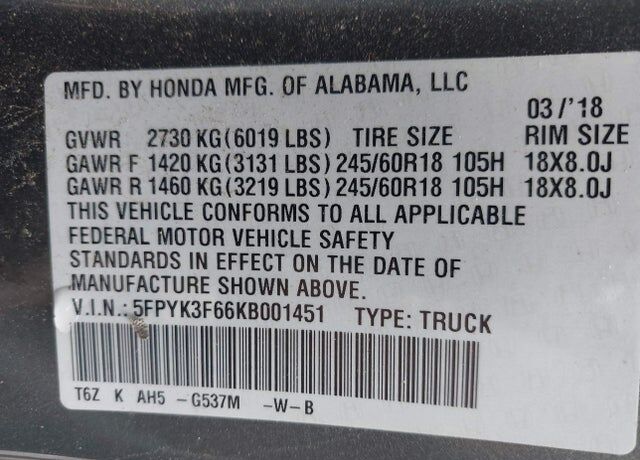 MFD. BY HONDA MFG. OF ALABAMA, LLC
03/'18
GVWR 2730 KG(6019 LBS) TIRE SIZE RIM SIZE
GAWR F 1420 KG(3131 LBS) 245/60R18 105H 18X8.0J
GAWR R 1460 KG(3219 LBS) 245/60R18 105H 18X8.0J
THIS VEHICLE CONFORMS TO ALL APPLICABLE
FEDERAL MOTOR VEHICLE SAFETY
STANDARDS IN EFFECT ON THE DATE OF
MANUFACTURE SHOWN ABOVE.
V.I.N.: 5FPYK3F66KB001451 TYPE: TRUCK
T6Z K AH5 -G537M -W-B